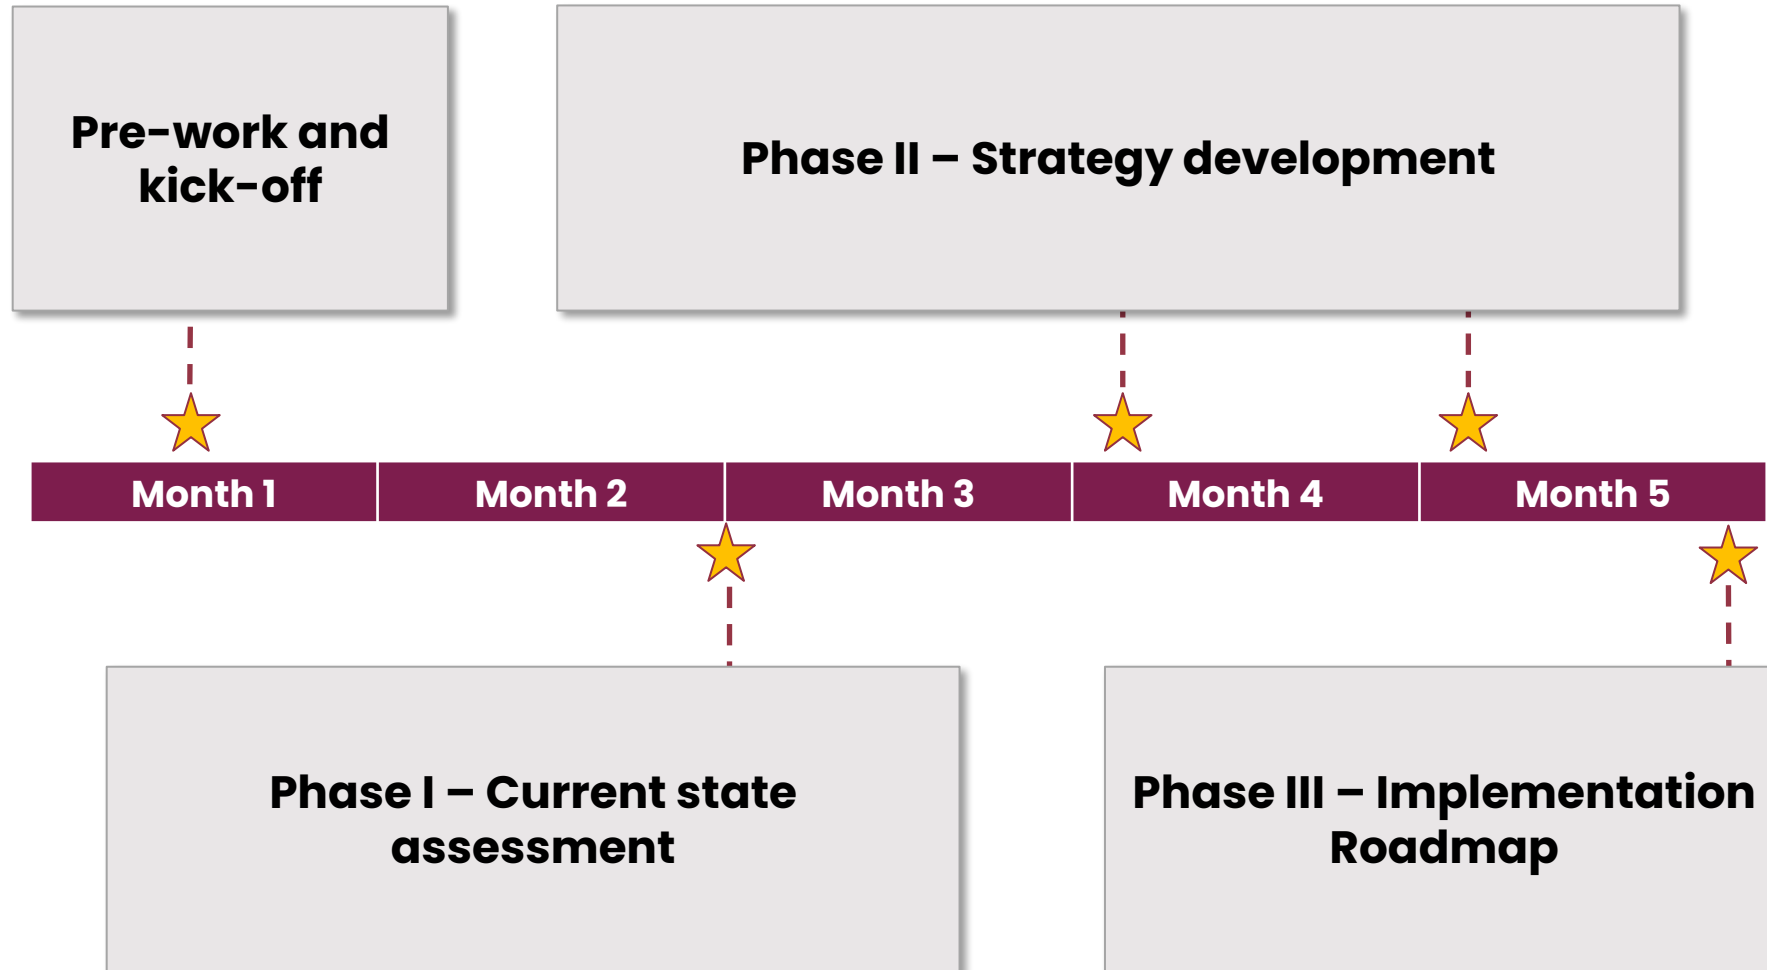 Pre-work and
kick-off
Phase II – Strategy development
Month 1
Month 2
Month 3
Month 4
Month 5
Phase I – Current state
assessment
Phase III – Implementation
Roadmap